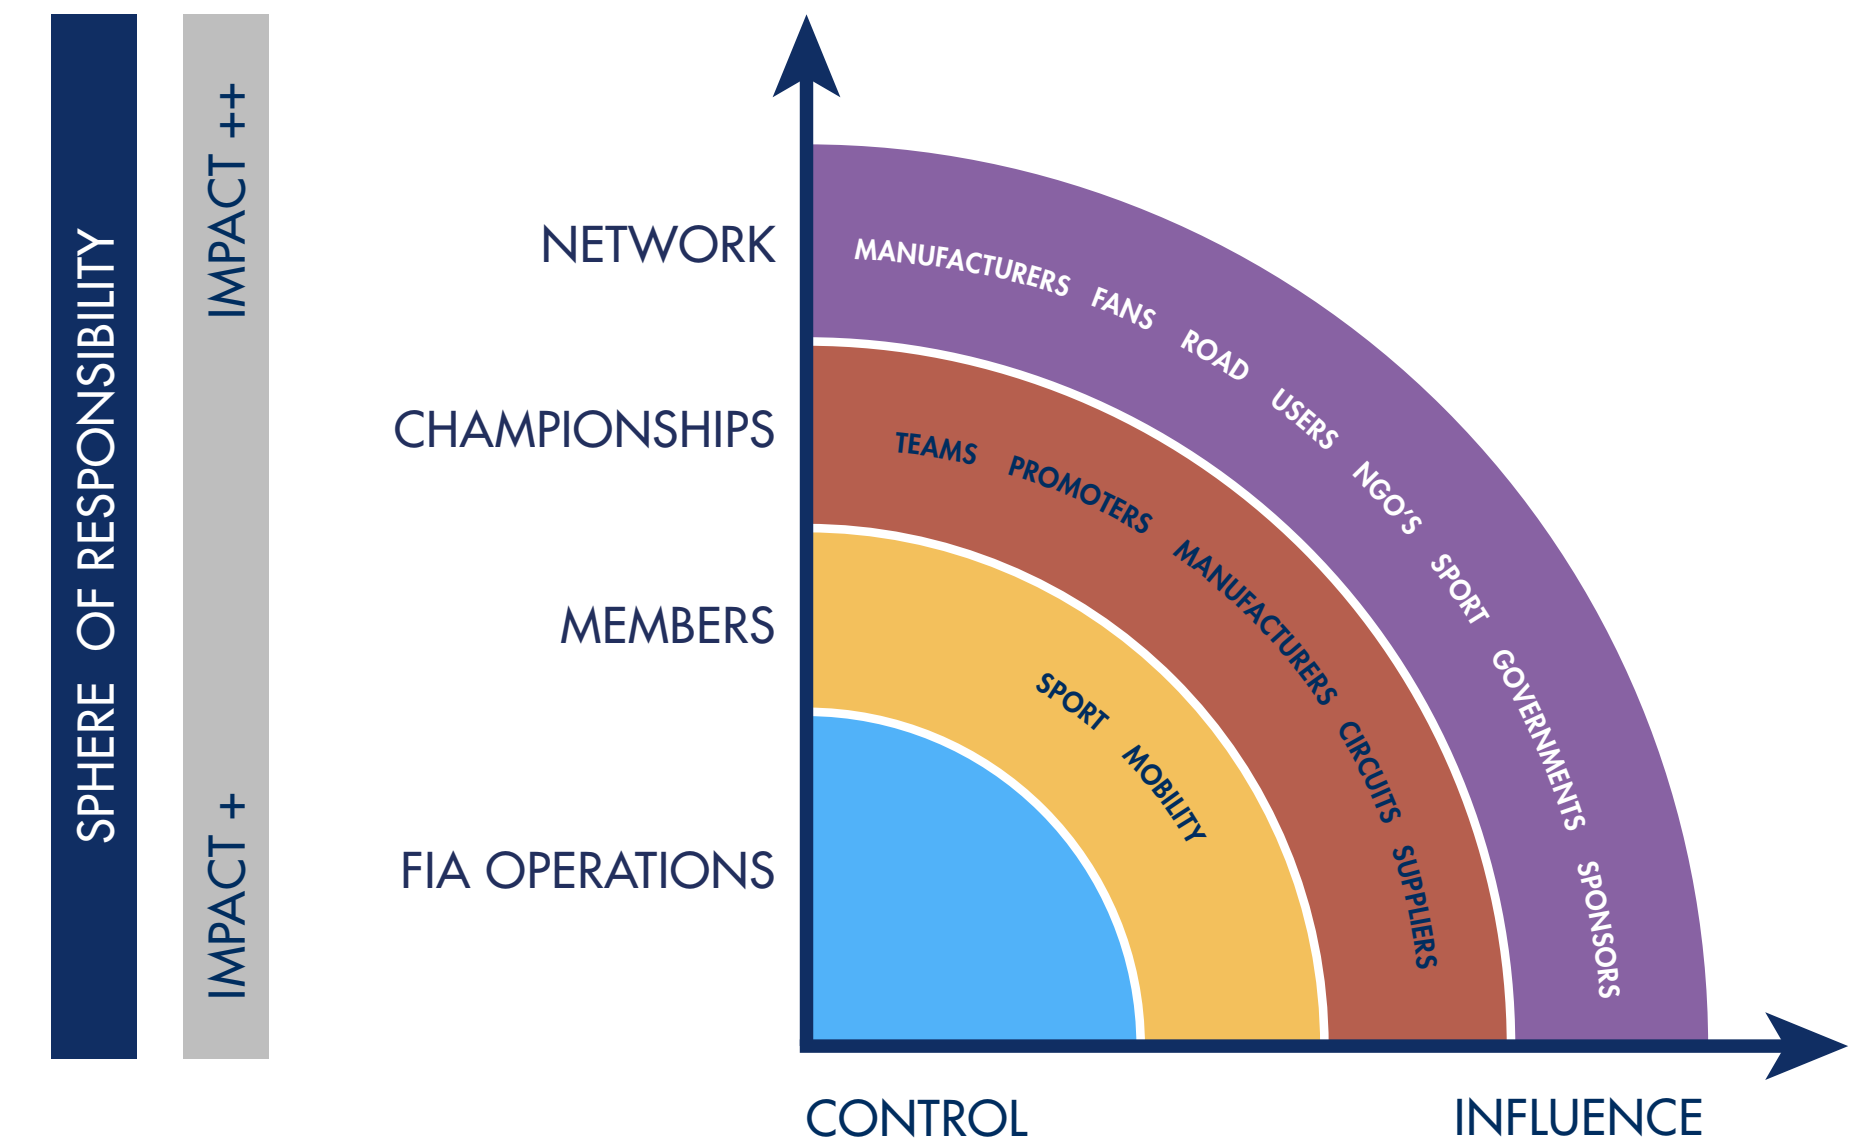 SPHERE OF RESPONSIBILITY
IMPACT ++
IMPACT +
NETWORK
MANUFACTURERS FANS ROAD USERS NGO'S SPORT GOVERNMENTS SPONSORS
CHAMPIONSHIPS
TEAMS PROMOTERS MANUFACTURERS CIRCUITS SUPPLIERS
MEMBERS
SPORT MOBILITY
FIA OPERATIONS
CONTROL
INFLUENCE